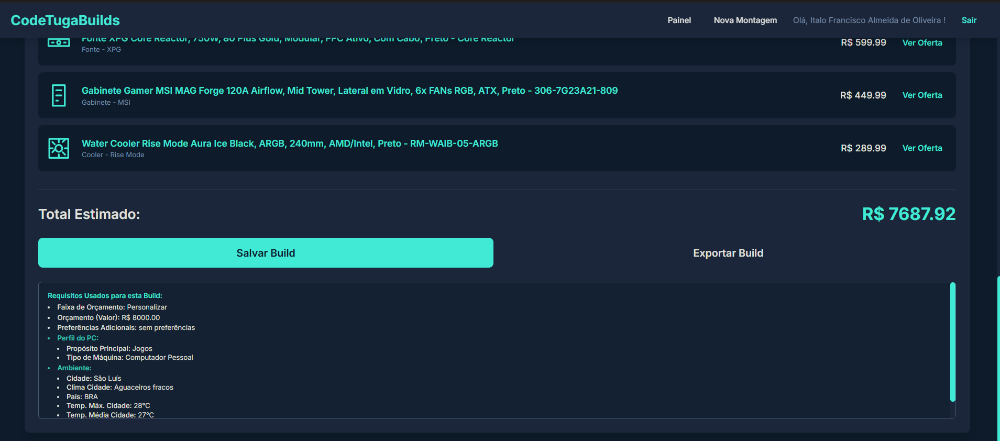 CodeTugaBuilds
Painel
Nova Montagem
Olá, Italo Francisco Almeida de Oliveira !
Sair
Fonte XPG Core Reactor, 750W, 80 Plus Gold, Modular, PFC Ativo, Com Cabo, Preto - Core Reactor
Fonte - XPG
R$ 599.99
Ver Oferta
Gabinete Gamer MSI MAG Forge 120A Airflow, Mid Tower, Lateral em Vidro, 6x FANs RGB, ATX, Preto - 306-7G23A21-809
Gabinete - MSI
R$ 449.99
Ver Oferta
Water Cooler Rise Mode Aura Ice Black, ARGB, 240mm, AMD/Intel, Preto - RM-WAIB-05-ARGB
Cooler - Rise Mode
R$ 289.99
Ver Oferta
Total Estimado:
R$ 7687.92
Salvar Build
Exportar Build
Requisitos Usados para esta Build:
Faixa de Orçamento: Personalizar
Orçamento (Valor): R$ 8000.00
Preferências Adicionais: sem preferências
Perfil do PC:
Propósito Principal: Jogos
Tipo de Máquina: Computador Pessoal
Ambiente:
Cidade: São Luís
Clima Cidade: Aguaceiros fracos
País: BRA
Temp. Máx. Cidade: 28°C
Temp. Média Cidade: 27°C